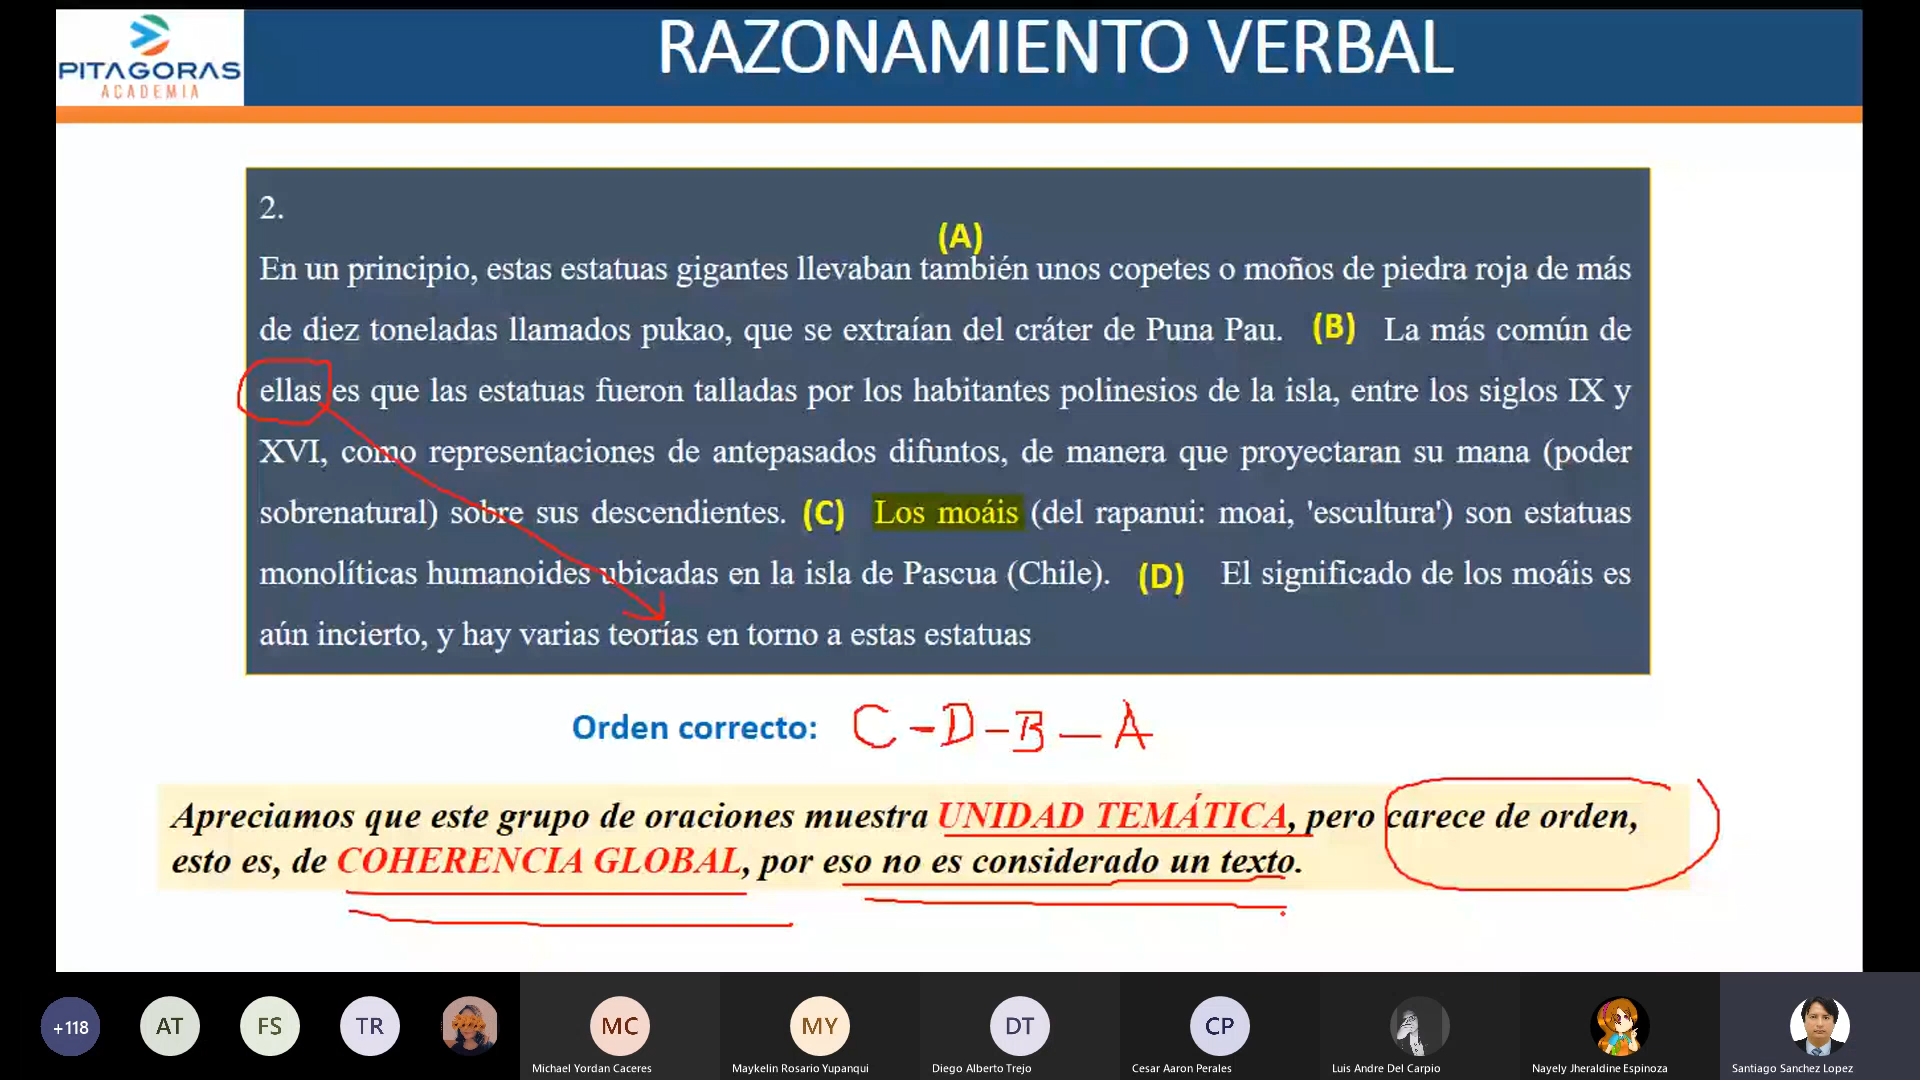 PITAGORAS
ACADEMIA
RAZONAMIENTO VERBAL
2.
(A)
En un principio, estas estatuas gigantes llevaban también unos copetes o moños de piedra roja de más
de diez toneladas llamados pukao, que se extraían del cráter de Puna Pau. (B) La más común de
ellas es que las estatuas fueron talladas por los habitantes polinesios de la isla, entre los siglos IX y
XVI, como representaciones de antepasados difuntos, de manera que proyectaran su mana (poder
sobrenatural) sobre sus descendientes. (C) Los moáis (del rapanui: moai, 'escultura') son estatuas
monolíticas humanoides ubicadas en la isla de Pascua (Chile). (D) El significado de los moáis es
aún incierto, y hay varias teorías en torno a estas estatuas
Orden correcto: C - D - B - A
Apreciamos que este grupo de oraciones muestra UNIDAD TEMÁTICA, pero carece de orden,
esto es, de COHERENCIA GLOBAL, por eso no es considerado un texto.
+118 AT FS TR MC MY DT CP
Michael Yordan Caceres Maykelin Rosario Yupanqui Diego Alberto Trejo Cesar Aaron Perales Luis Andre Del Carpio Nayely Jheraldine Espinoza Santiago Sanchez Lopez